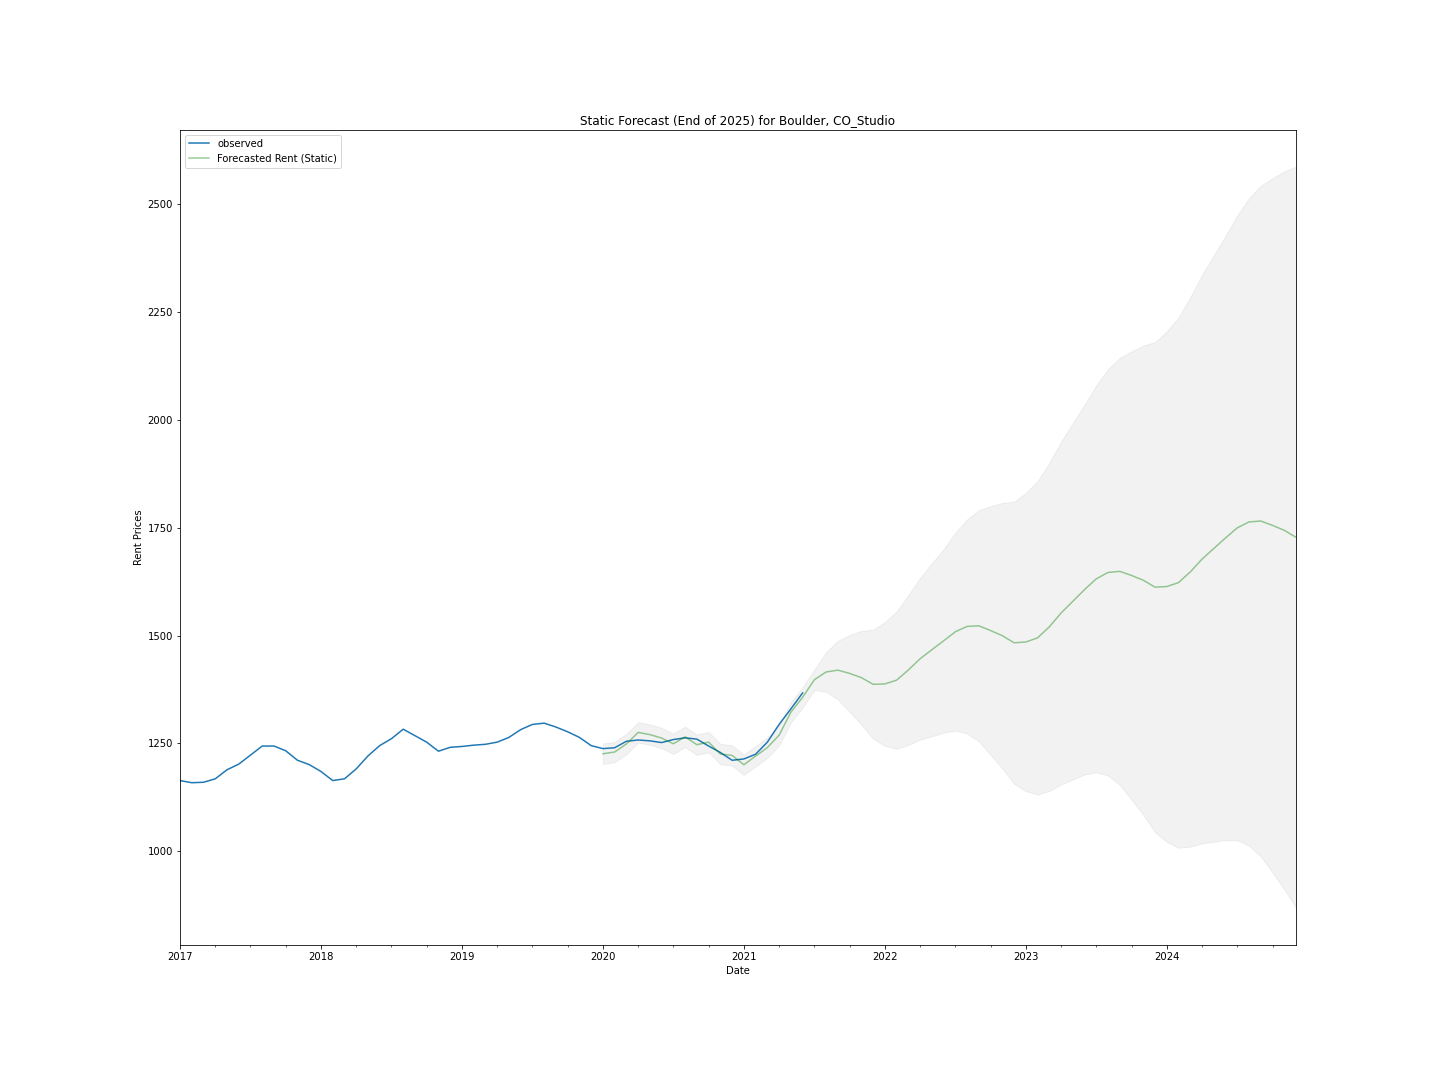 Static Forecast (End of 2025) for Boulder, CO_Studio
observed
Forecasted Rent (Static)
2500
2250
2000
1750
1500
1250
1000
Rent Prices
2017 2018 2019 2020 2021 2022 2023 2024
Date